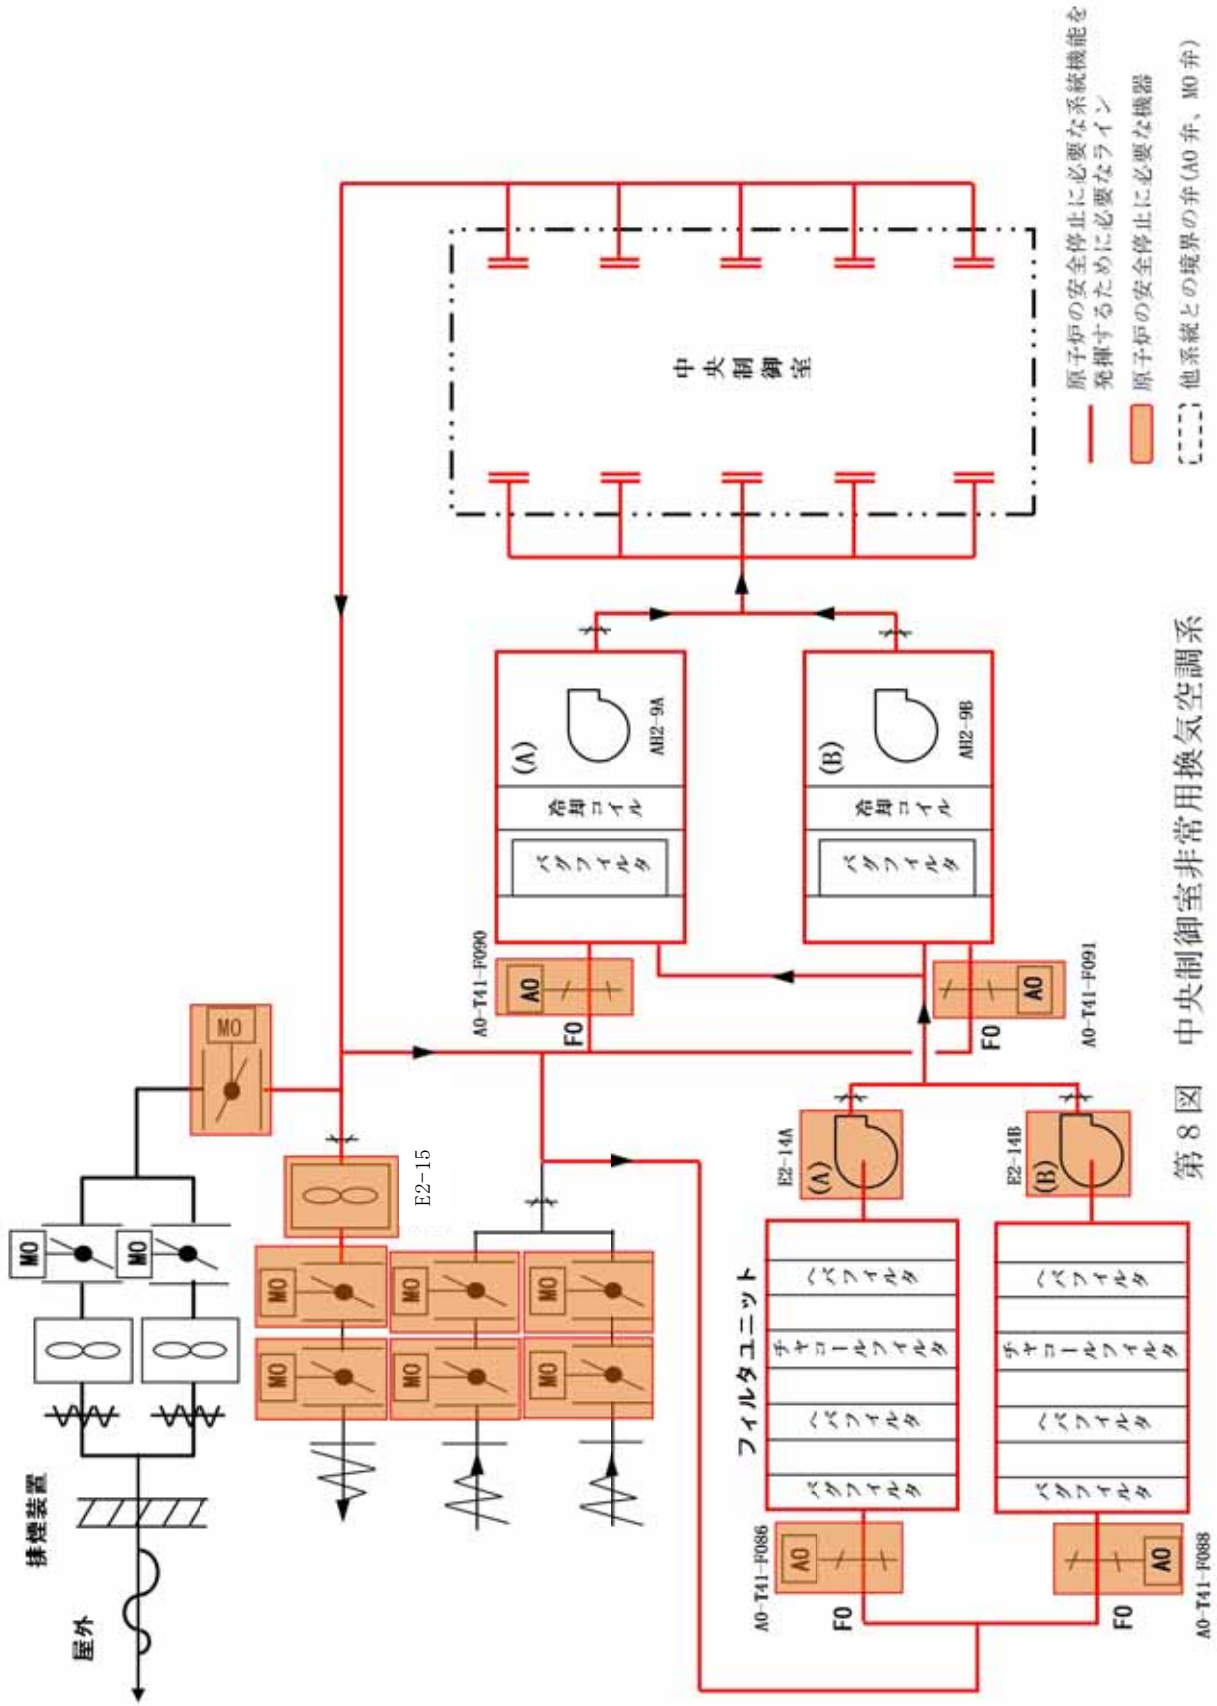 排煙装置
屋外
MO
MO
MO
MO
MO
MO
MO
MO
MO
E2-15
AO-T41-F090
AO
FO
(A)
バグフィルタ
冷却コイル
AH2-9A
(B)
バグフィルタ
冷却コイル
AH2-9B
AO
FO
AO-T41-F091
中央制御室
フィルタユニット
AO-T41-F086
AO
FO
バグフィルタ
ヘパフィルタ
チャコールフィルタ
ヘパフィルタ
E2-14A
(A)
バグフィルタ
ヘパフィルタ
チャコールフィルタ
ヘパフィルタ
E2-14B
(B)
AO
FO
AO-T41-F088
原子炉の安全停止に必要な系統機能を
発揮するために必要なライン
原子炉の安全停止に必要な機器
他系統との境界の弁(AO弁、MO弁)
第8図 中央制御室非常用換気空調系